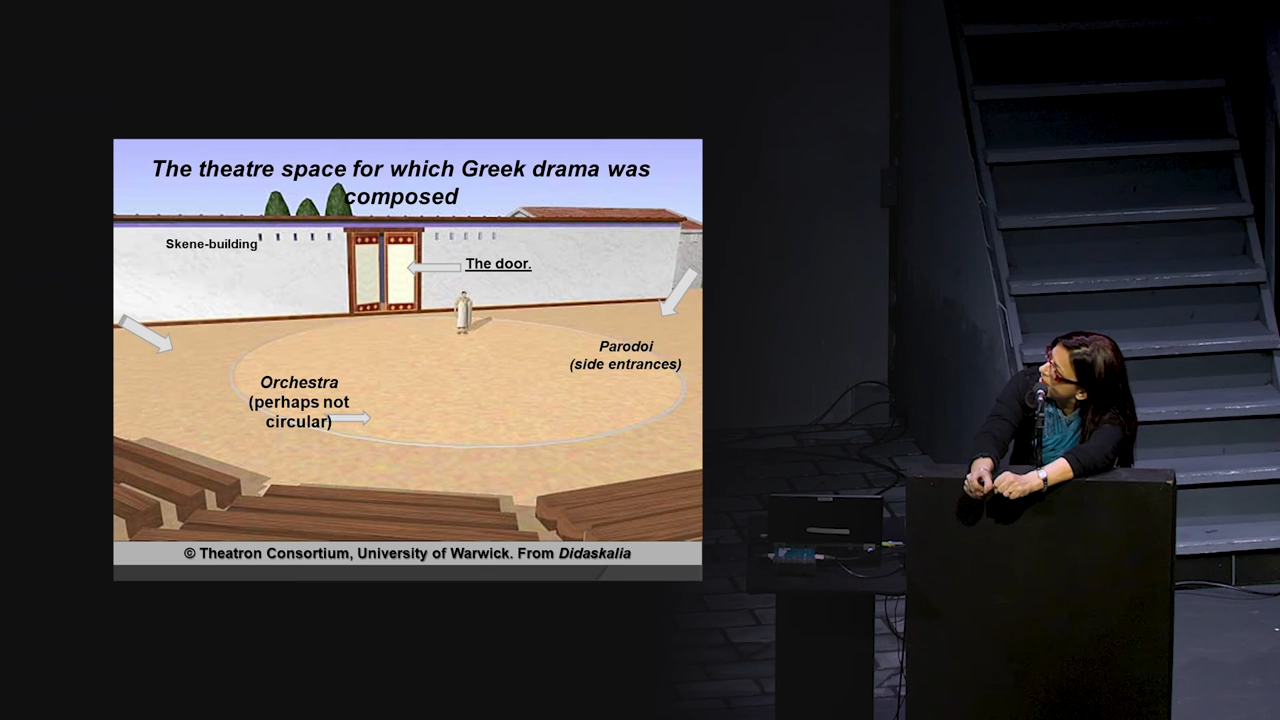 The theatre space for which Greek drama was
composed
Skene-building
The door.
Parodoi
(side entrances)
Orchestra
(perhaps not
circular)
© Theatron Consortium, University of Warwick. From Didaskalia